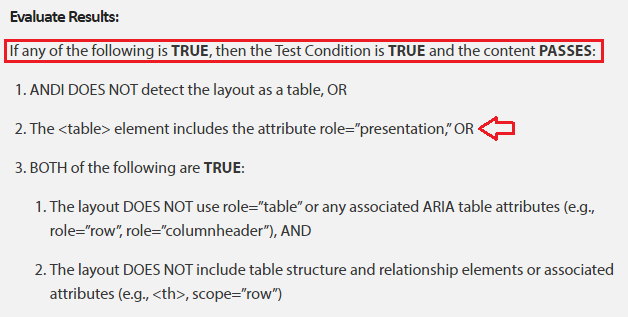 Evaluate Results:
If any of the following is TRUE, then the Test Condition is TRUE and the content PASSES:
1. ANDI DOES NOT detect the layout as a table, OR
2. The <table> element includes the attribute role=”presentation,” OR
3. BOTH of the following are TRUE:
1. The layout DOES NOT use role=”table” or any associated ARIA table attributes (e.g.,
role=”row”, role=”columnheader”), AND
2. The layout DOES NOT include table structure and relationship elements or associated
attributes (e.g., <th>, scope=”row”)